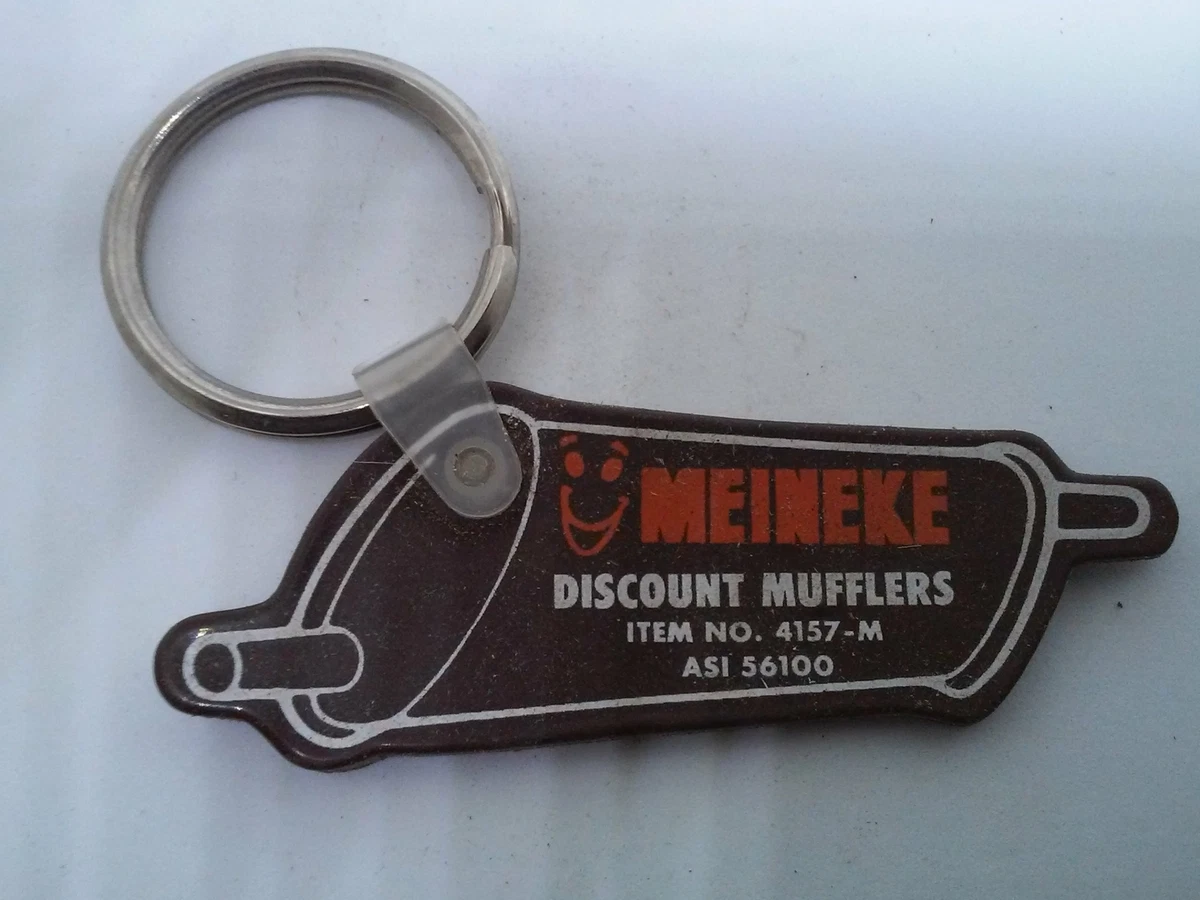 MEINEKE
DISCOUNT MUFFLERS
ITEM NO. 4157-M
ASI 56100